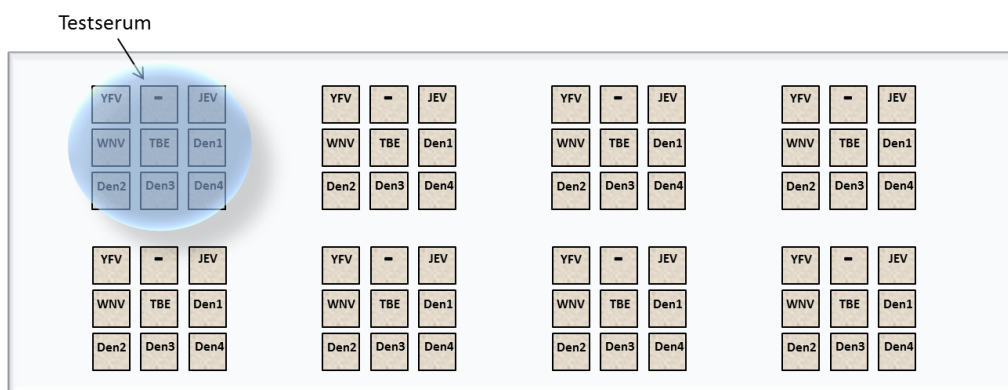 Testserum
YFV - JEV YFV - JEV YFV - JEV YFV - JEV
WNV TBE Den1 WNV TBE Den1 WNV TBE Den1 WNV TBE Den1
Den2 Den3 Den4 Den2 Den3 Den4 Den2 Den3 Den4 Den2 Den3 Den4
YFV - JEV YFV - JEV YFV - JEV YFV - JEV
WNV TBE Den1 WNV TBE Den1 WNV TBE Den1 WNV TBE Den1
Den2 Den3 Den4 Den2 Den3 Den4 Den2 Den3 Den4 Den2 Den3 Den4